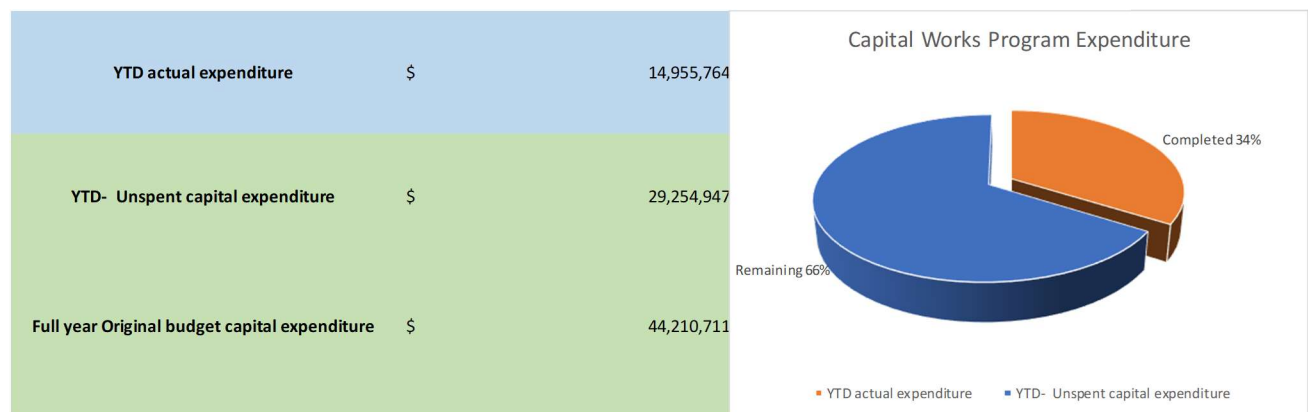 YTD actual expenditure $ 14,955,764
YTD- Unspent capital expenditure $ 29,254,947
Full year Original budget capital expenditure $ 44,210,711
Capital Works Program Expenditure
Completed 34%
Remaining 66%
YTD actual expenditure YTD- Unspent capital expenditure